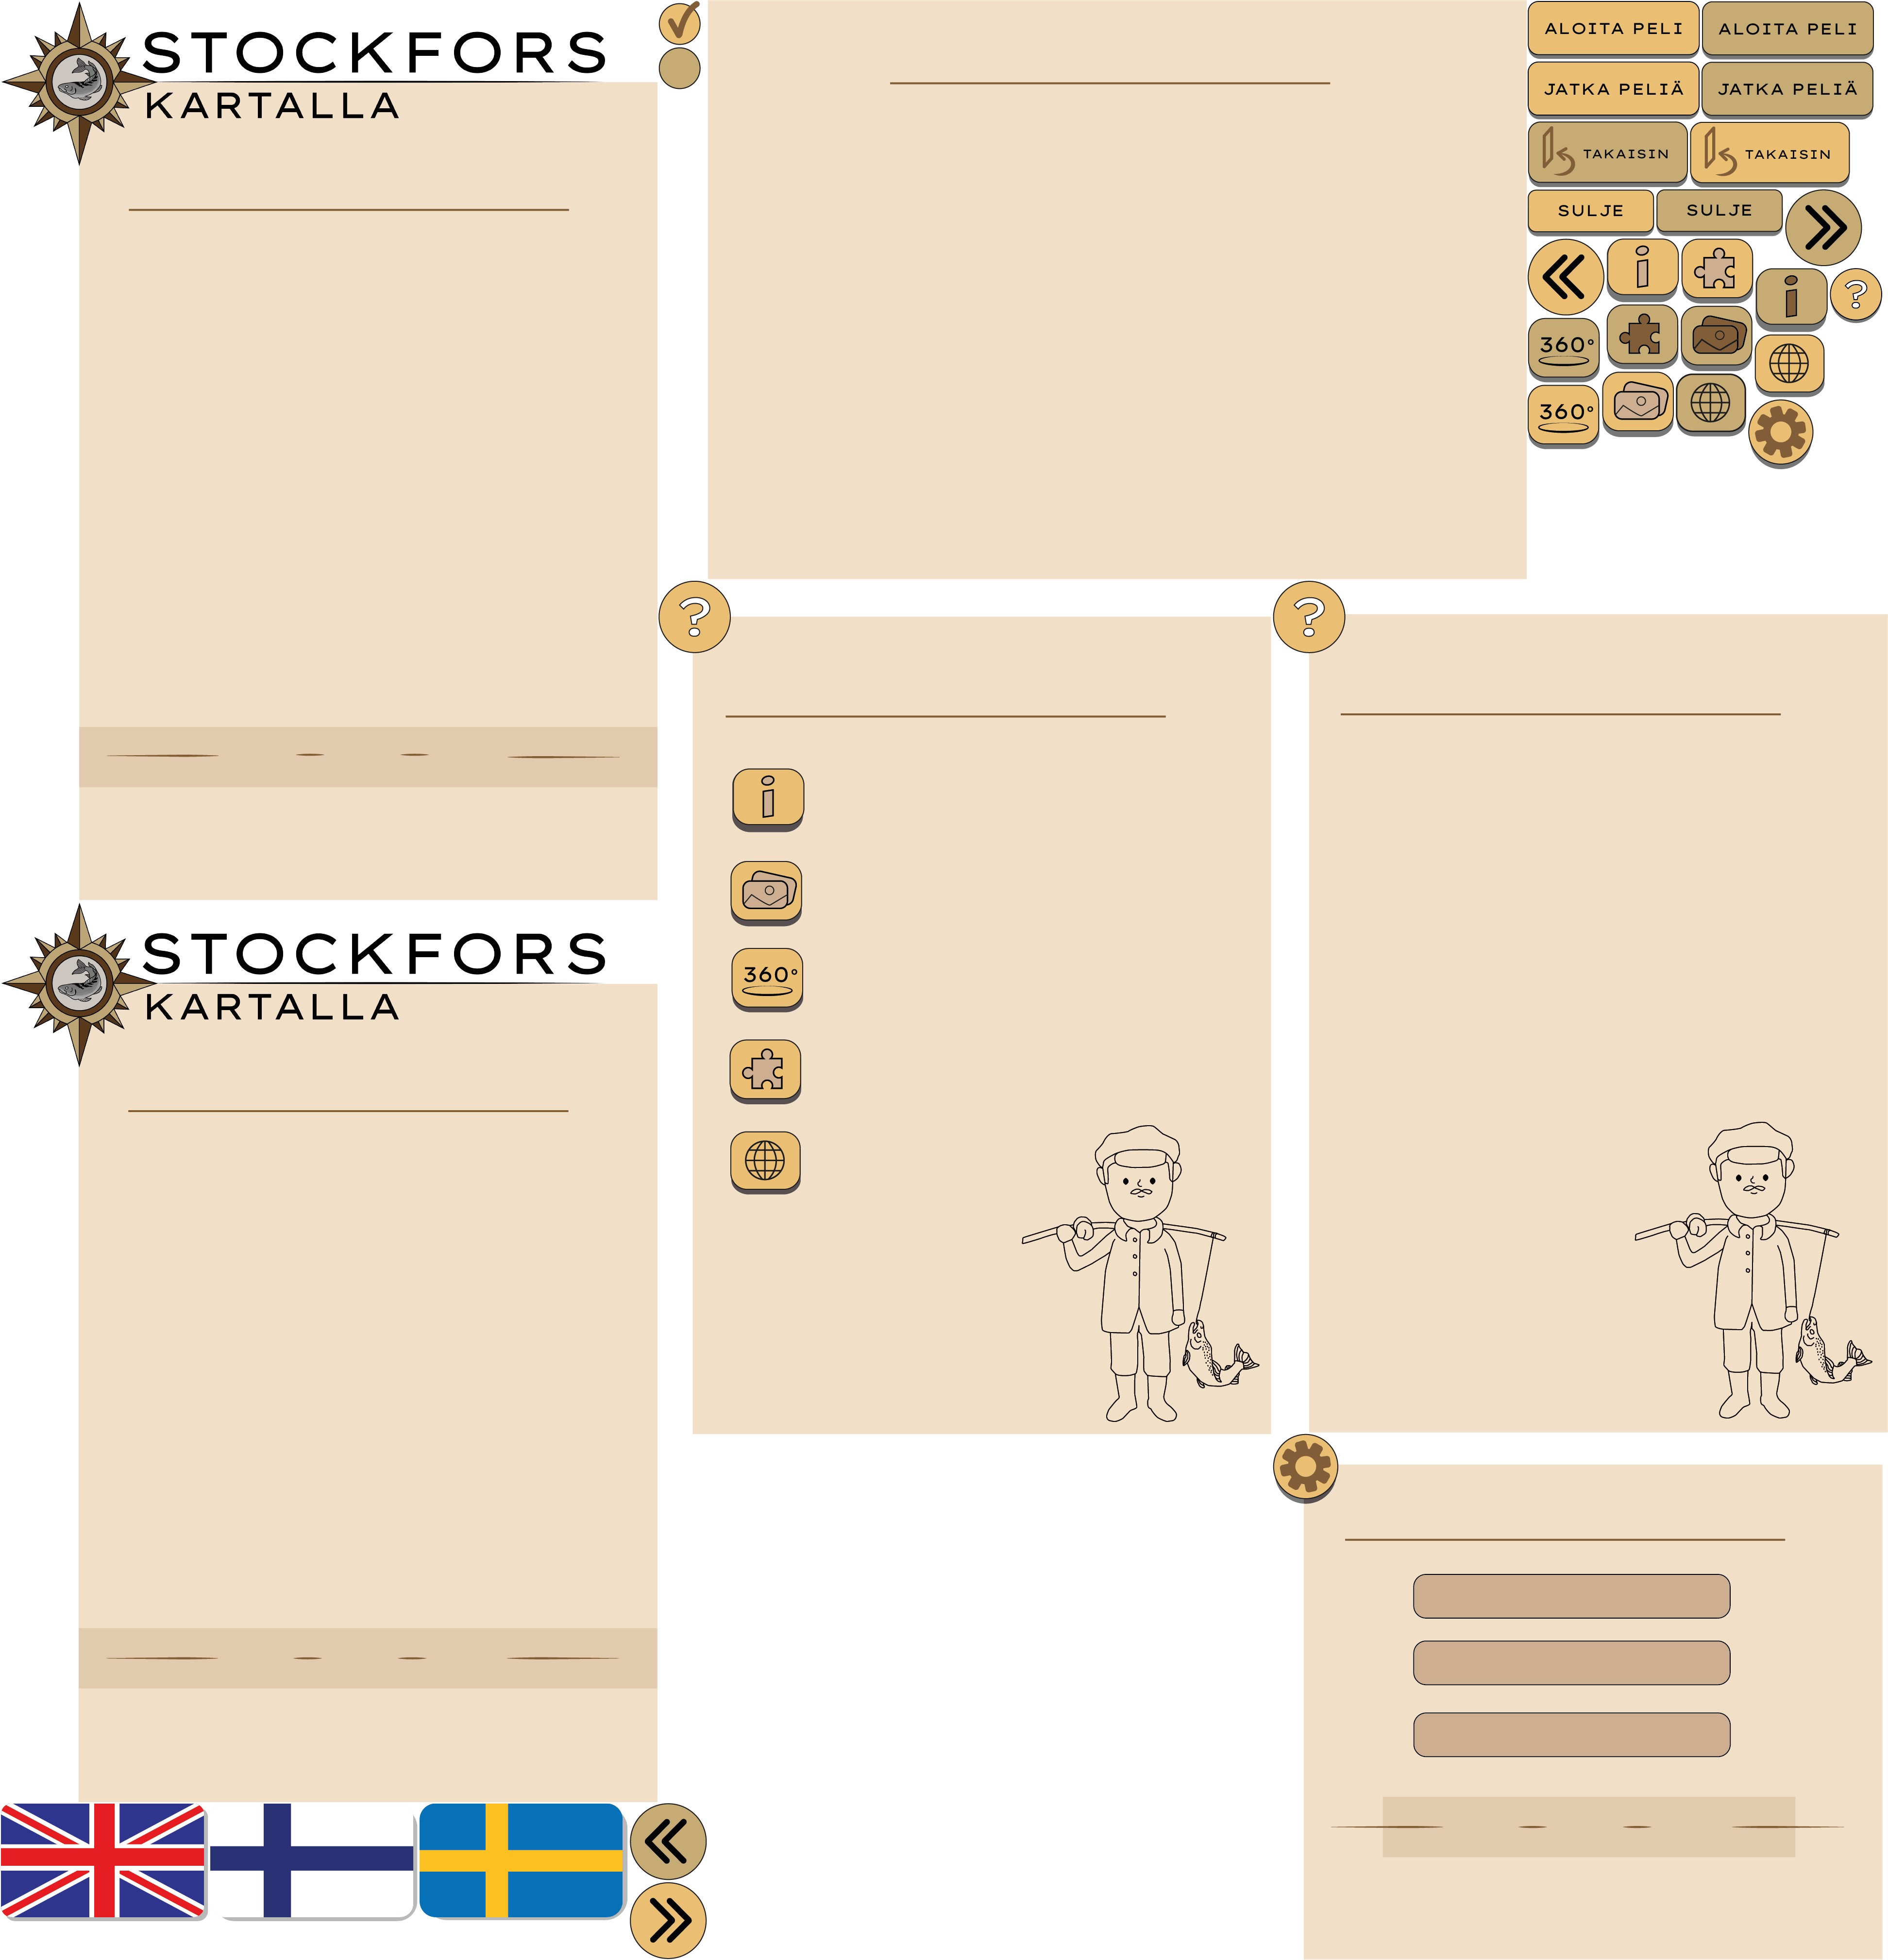 STOCKFORS
KARTALLA
ALOITA PELI
ALOITA PELI
JATKA PELIÄ
JATKA PELIÄ
TAKAISIN
TAKAISIN
SULJE
SULJE
i
i
?
360°
360°
?
?
i
360°
STOCKFORS
KARTALLA